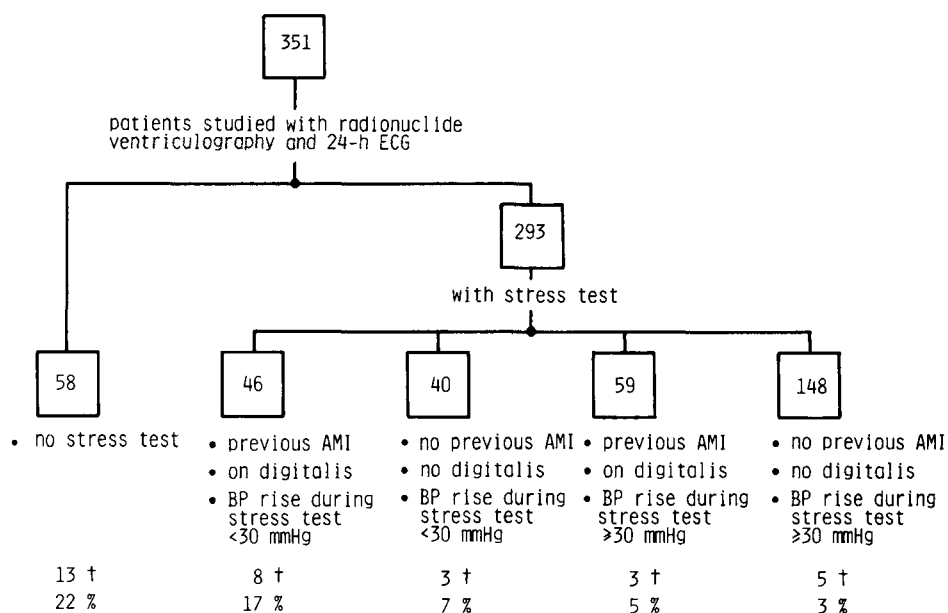 351
patients studied with radionuclide
ventriculography and 24-h ECG
293
with stress test
58
46
40
59
148
• no stress test
• previous AMI
• on digitalis
• BP rise during
stress test
<30 mmHg
• no previous AMI
• no digitalis
• BP rise during
stress test
<30 mmHg
• previous AMI
• on digitalis
• BP rise during
stress test
⩾30 mmHg
• no previous AMI
• no digitalis
• BP rise during
stress test
⩾30 mmHg
13 †
8 †
3 †
3 †
5 †
22 %
17 %
7 %
5 %
3 %